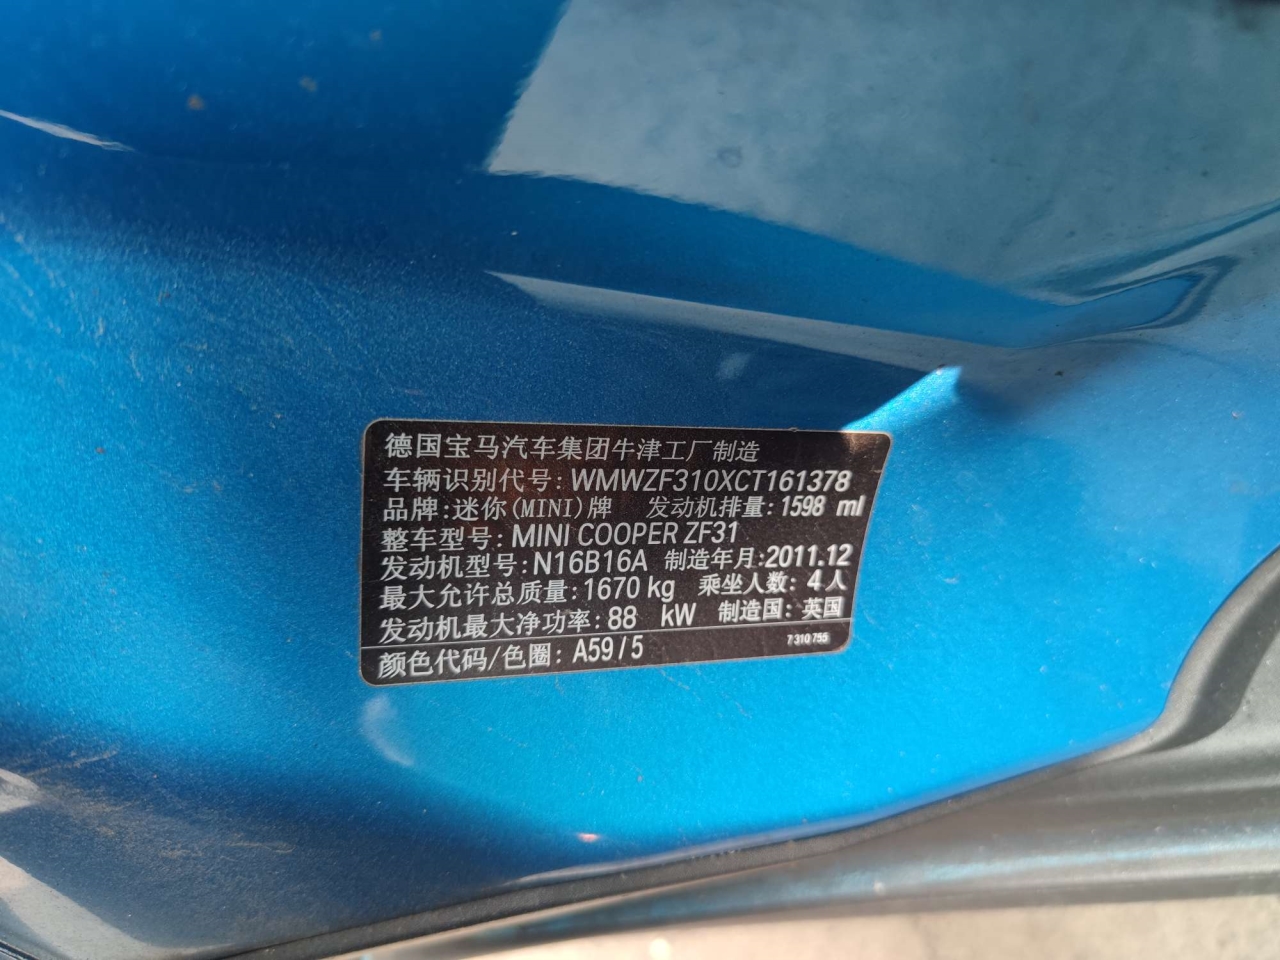 德国宝马汽车集团牛津工厂制造
车辆识别代号: WMWZF310XCT161378
品牌:迷你(MINI)牌 发动机排量: 1598 ml
整车型号: MINI COOPER ZF31
发动机型号: N16B16A 制造年月:2011.12
最大允许总质量: 1670 kg 乘坐人数: 4人
发动机最大净功率: 88 kW 制造国: 英国
颜色代码/色圈: A59/5 7 310 755